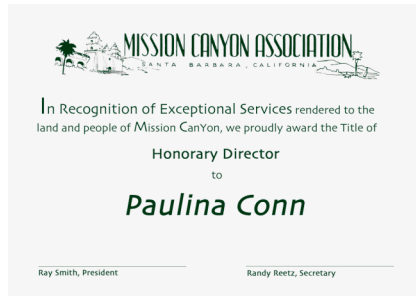 MISSION CANYON ASSOCIATION
SANTA BARBARA, CALIFORNIA
In Recognition of Exceptional Services rendered to the
land and people of Mission CanYon, we proudly award the Title of
Honorary Director
to
Paulina Conn
Ray Smith, President
Randy Reetz, Secretary